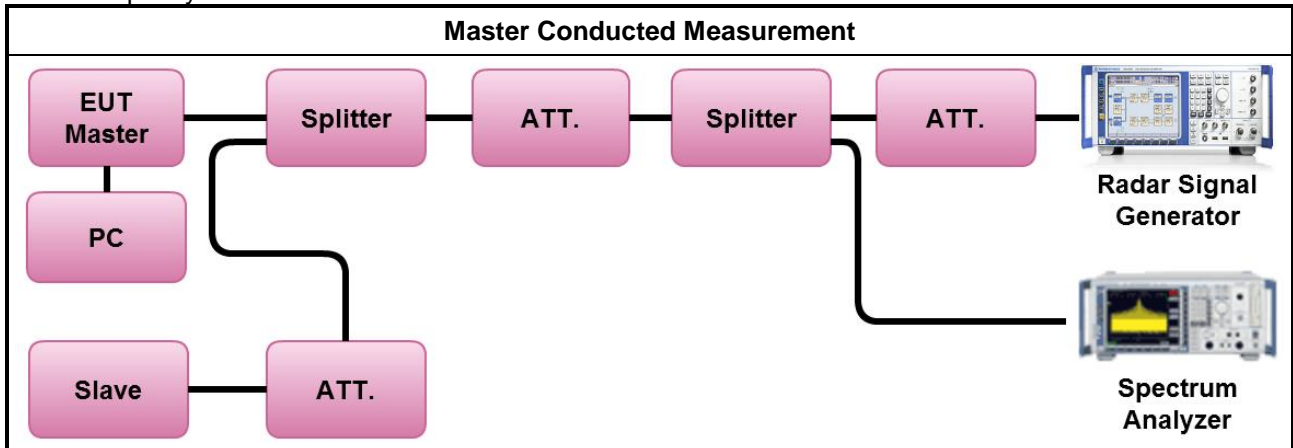 Master Conducted Measurement
EUT
Master
Splitter
ATT.
Splitter
ATT.
Radar Signal
Generator
PC
Slave
ATT.
Spectrum
Analyzer